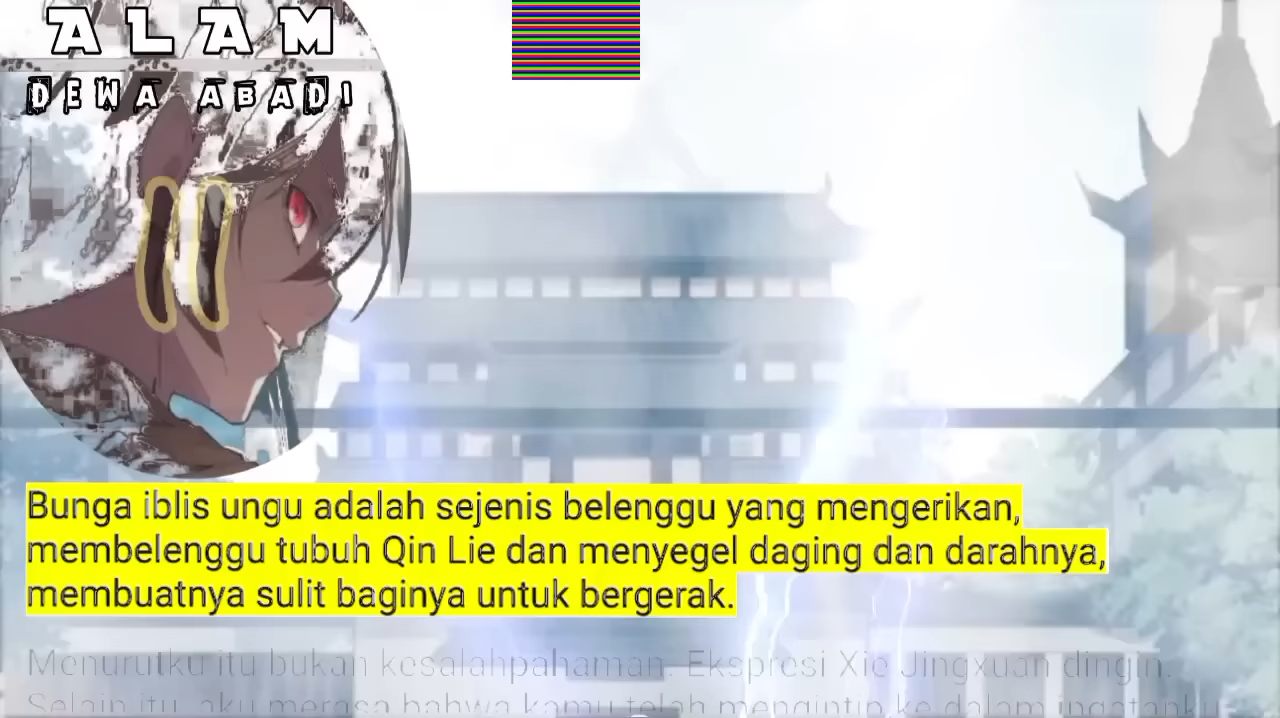 ALAM
DEWA ABADI
Bunga iblis ungu adalah sejenis belenggu yang mengerikan,
membelenggu tubuh Qin Lie dan menyegel daging dan darahnya,
membuatnya sulit baginya untuk bergerak.
Menurutku itu bukan kesalahpahaman. Ekspresi Xie Jingxuan dingin.
Selain itu, aku merasa bahwa kamu telah mengintip ke dalam ingatanku